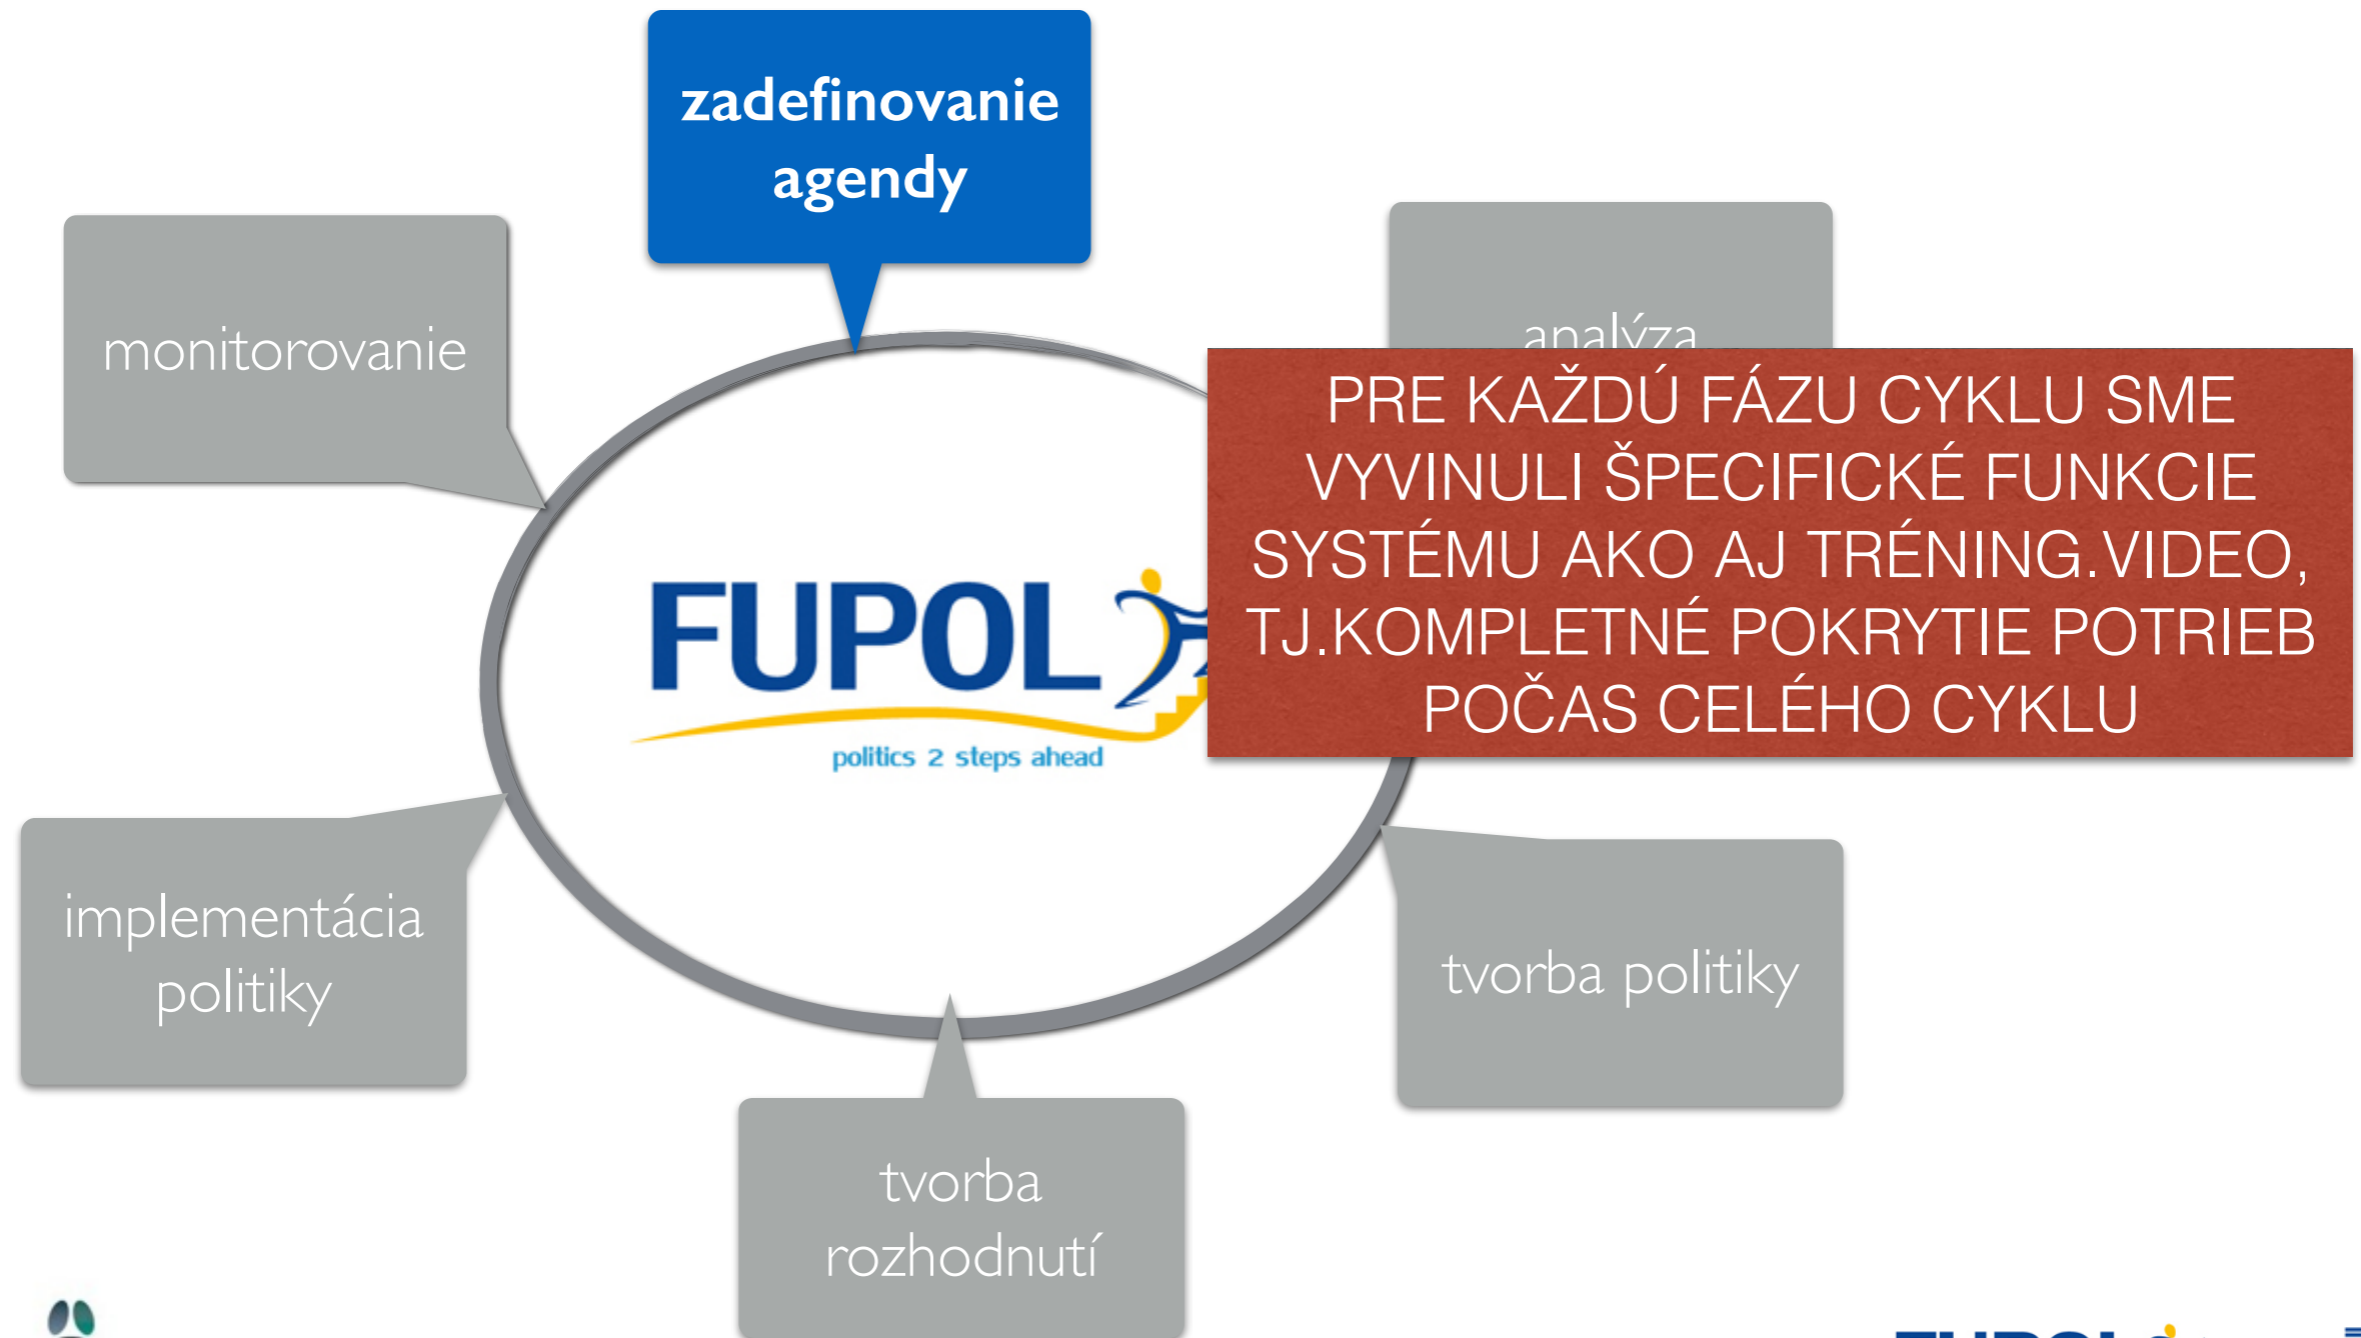 zadefinovanie
agendy
monitorovanie
analýza
PRE KAŽDÚ FÁZU CYKLU SME
VYVINULI ŠPECIFICKÉ FUNKCIE
SYSTÉMU AKO AJ TRÉNING.VIDEO,
TJ.KOMPLETNÉ POKRYTIE POTRIEB
POČAS CELÉHO CYKLU
FUPOL
politics 2 steps ahead
implementácia
politiky
tvorba politiky
tvorba
rozhodnutí
FUPOL